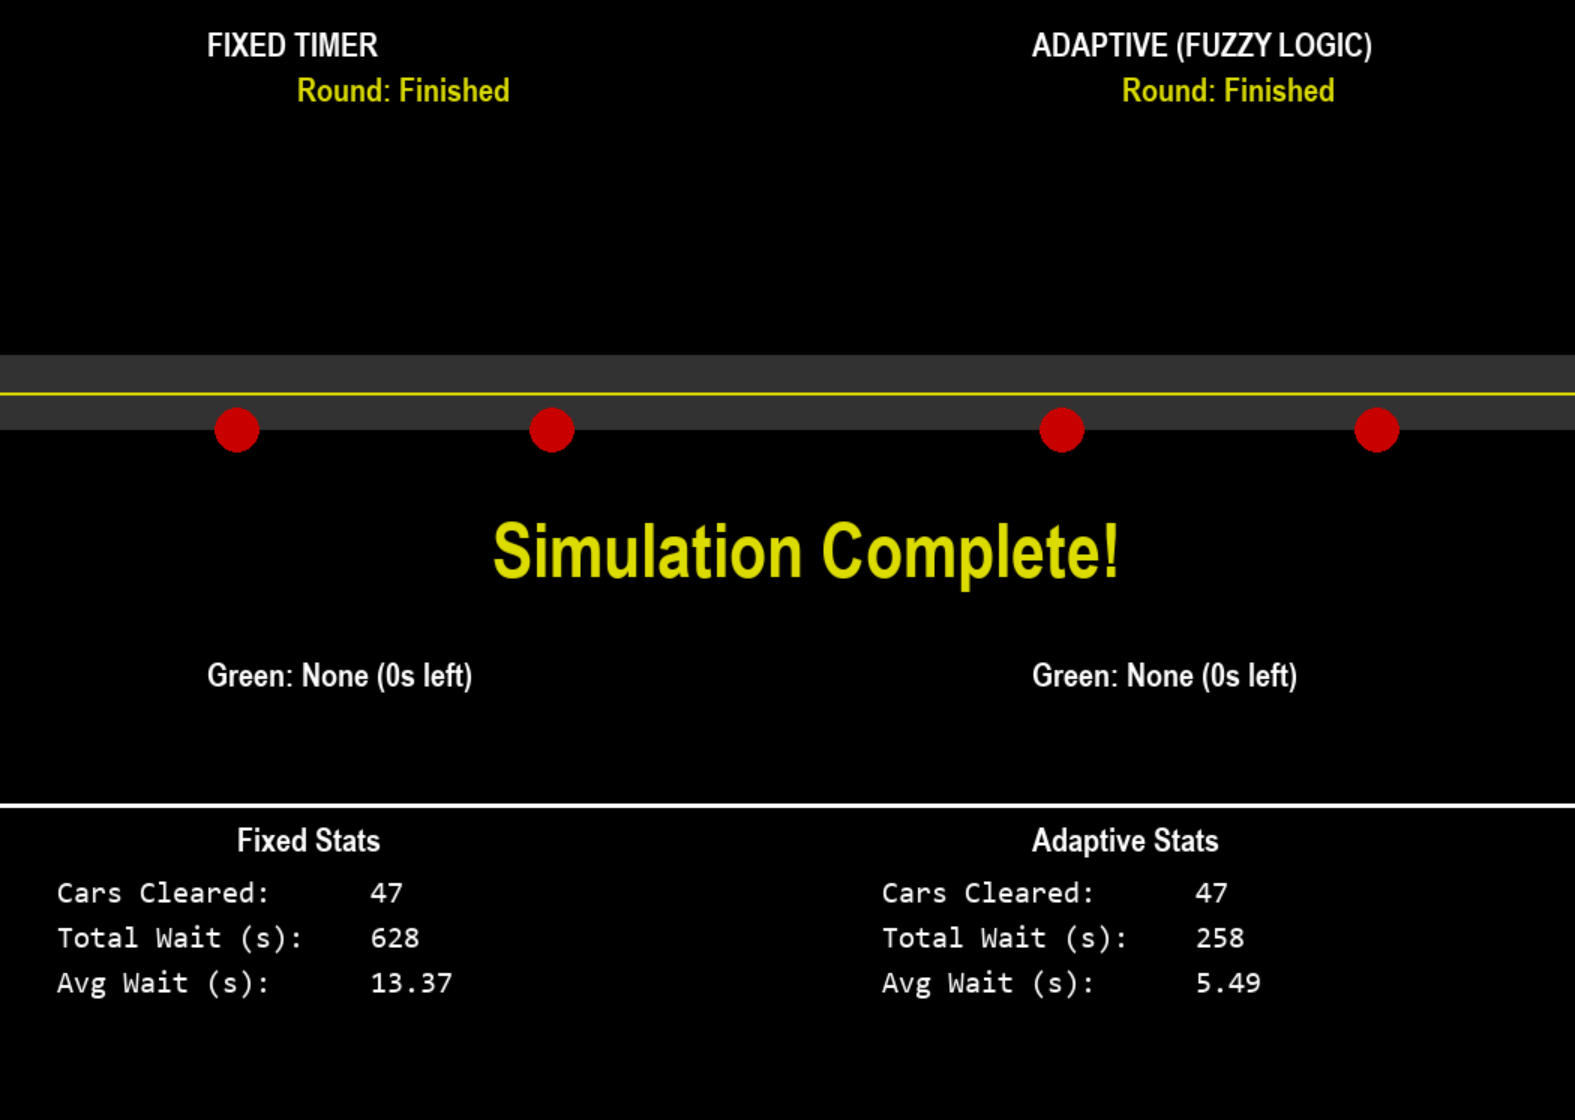 FIXED TIMER
Round: Finished
ADAPTIVE (FUZZY LOGIC)
Round: Finished
Simulation Complete!
Green: None (0s left)
Green: None (0s left)
Fixed Stats
Cars Cleared: 47
Total Wait (s): 628
Avg Wait (s): 13.37
Adaptive Stats
Cars Cleared: 47
Total Wait (s): 258
Avg Wait (s): 5.49